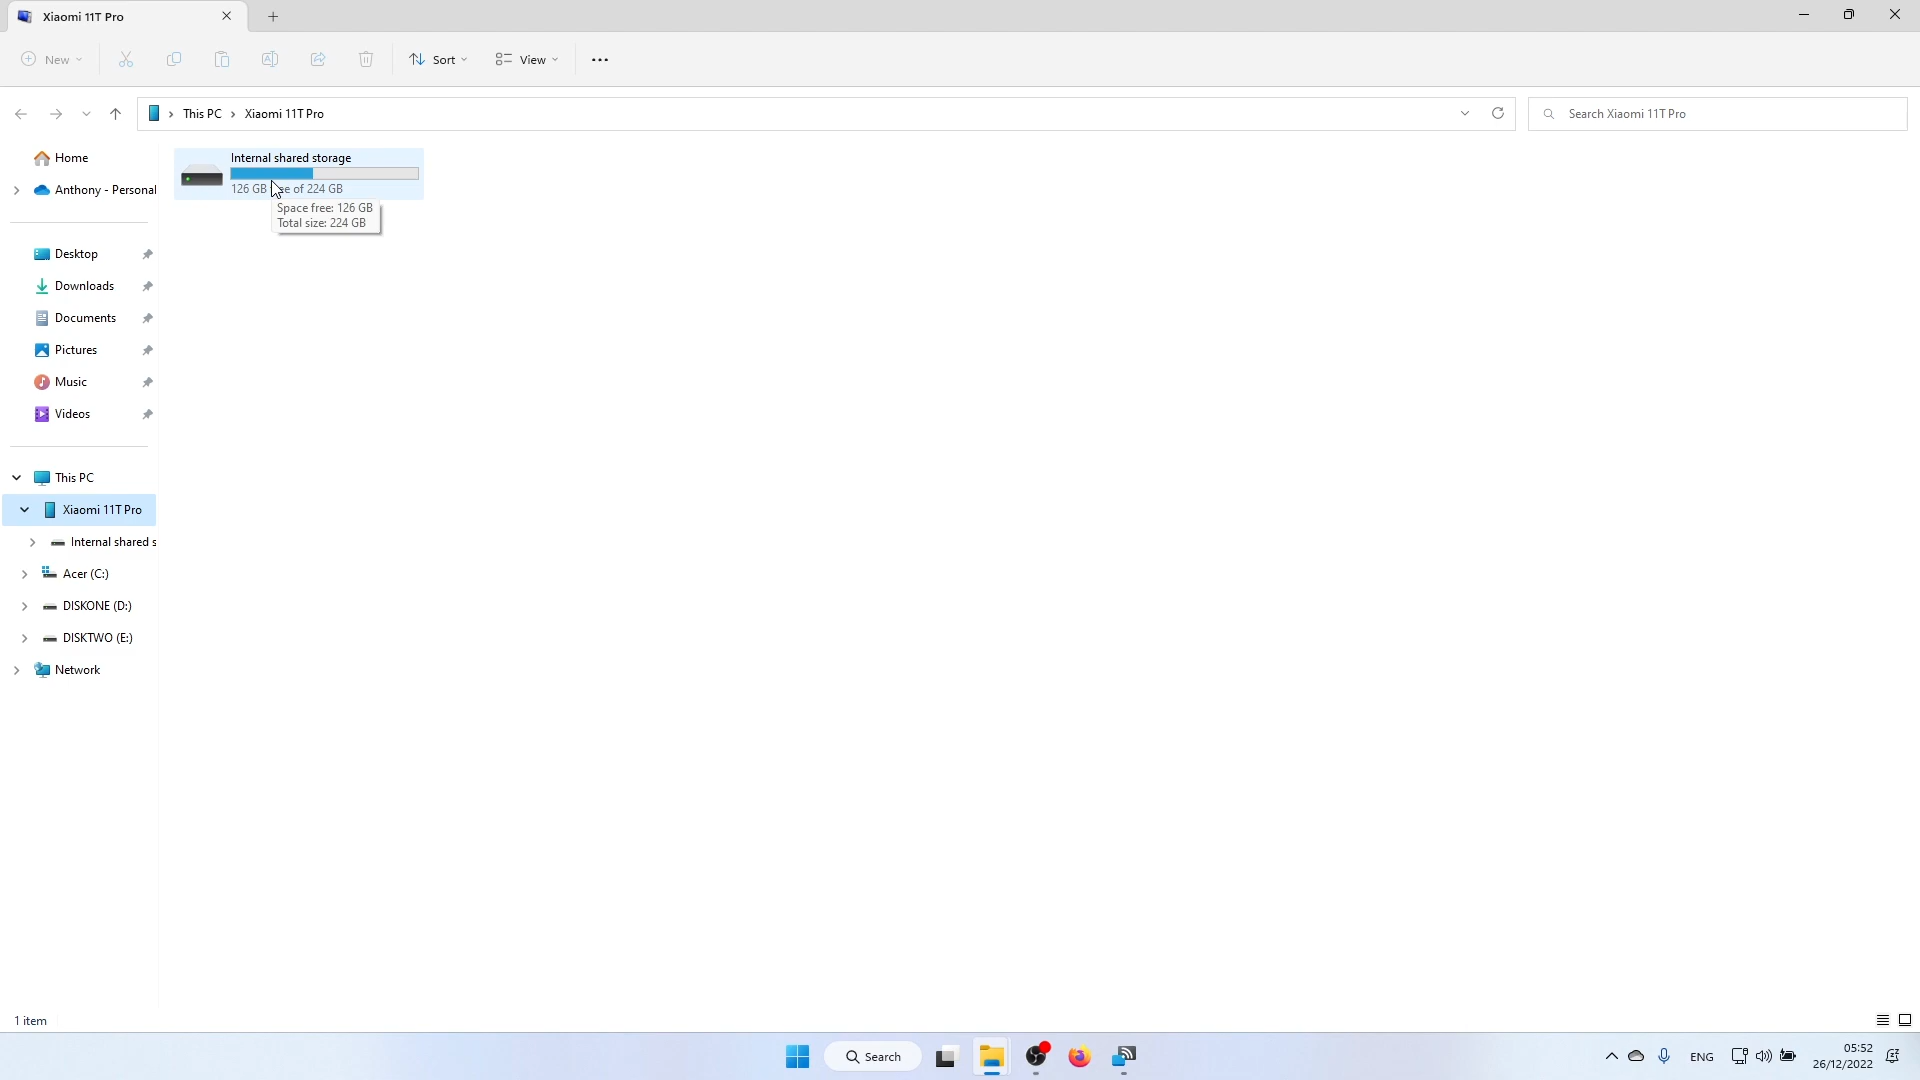 Xiaomi 11T Pro
New
Sort
View
This PC
Xiaomi 11T Pro
Search Xiaomi 11T Pro
Home
Anthony - Personal
Desktop
Downloads
Documents
Pictures
Music
Videos
This PC
Xiaomi 11T Pro
Internal shared s
Acer (C:)
DISKONE (D:)
DISKTWO (E:)
Network
Internal shared storage
126 GB free of 224 GB
Space free: 126 GB
Total size: 224 GB
1 item
Search
ENG
05:52
26/12/2022